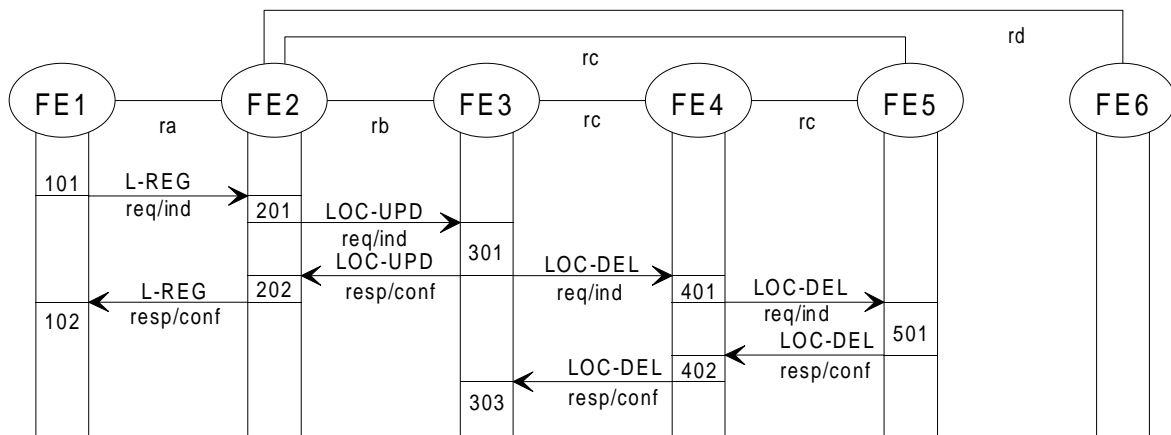 rd
rc
FE1 FE2 FE3 FE4 FE5 FE6
ra rb rc rc
101 L-REG
req/ind 201 LOC-UPD
req/ind 301
LOC-UPD LOC-DEL
202 resp/conf req/ind 401 LOC-DEL
L-REG
102 resp/conf req/ind 501
LOC-DEL
LOC-DEL 402 resp/conf
303 resp/conf